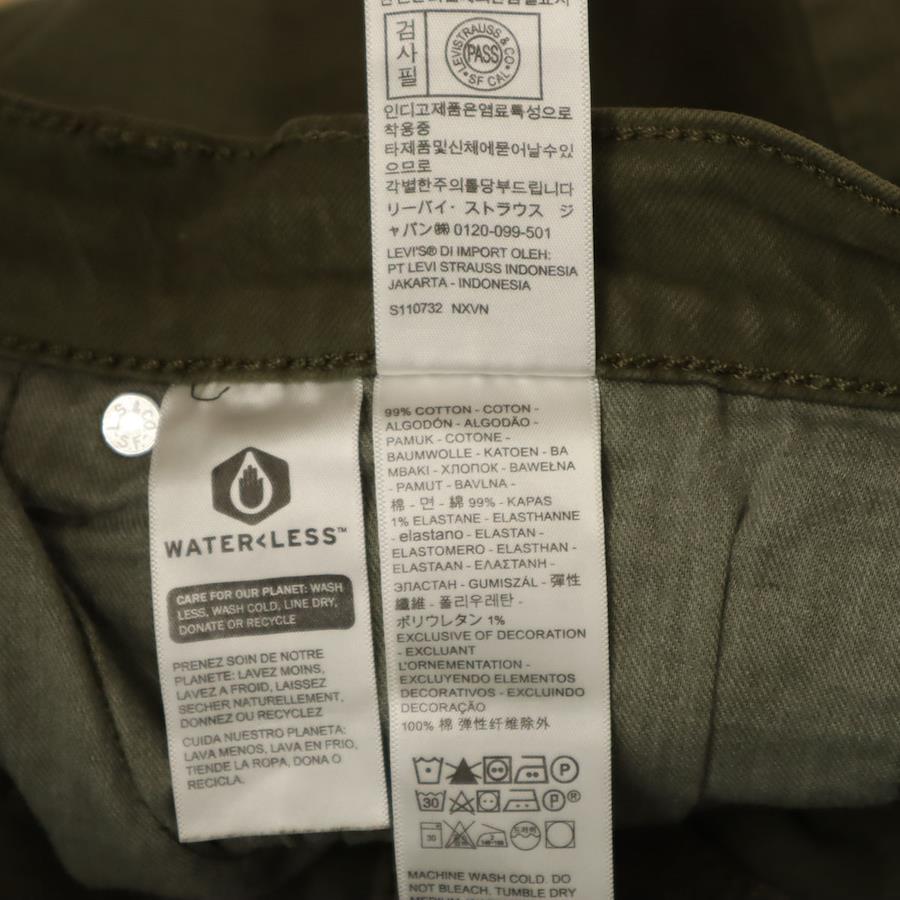 검사필
LEVI STRAUSS & CO
PASS
SF CAL
인디고제품은염료특성으로
착용중
타제품및신체에묻어날수있
으므로
각별한주의를당부드립니다
リーバイ・ストラウス ジ
ャパン㈱ 0120-099-501
LEVI'S® DI IMPORT OLEH:
PT LEVI STRAUSS INDONESIA
JAKARTA - INDONESIA
S110732 NXVN
L S & CO
S.F.
WATER<LESS™
CARE FOR OUR PLANET: WASH
LESS, WASH COLD, LINE DRY,
DONATE OR RECYCLE
PRENEZ SOIN DE NOTRE
PLANETE: LAVEZ MOINS,
LAVEZ A FROID, LAISSEZ
SECHER NATURELLEMENT,
DONNEZ OU RECYCLEZ
CUIDA NUESTRO PLANETA:
LAVA MENOS, LAVA EN FRIO,
TIENDE LA ROPA, DONA O
RECICLA.
99% COTTON - COTON -
ALGODÓN - ALGODÃO -
PAMUK - COTONE -
BAUMWOLLE - KATOEN - BA
MBAKI - ХЛОПОК - BAWEŁNA
- PAMUT - BAVLNA -
棉 - 면 - 綿 99% - KAPAS
1% ELASTANE - ELASTHANNE
- elastano - ELASTAN -
ELASTOMERO - ELASTHAN -
ELASTAAN - ΕΛΑΣΤΑΝΗ -
ЭЛАСТАН - GUMISZÁL - 彈性
纖維 - 폴리우레탄 -
ポリウレタン 1%
EXCLUSIVE OF DECORATION
- EXCLUANT
L'ORNEMENTATION -
EXCLUYENDO ELEMENTOS
DECORATIVOS - EXCLUINDO
DECORAÇÃO
100% 棉 弹性纤维除外
P
30 P ®
30 드라이
MACHINE WASH COLD. DO
NOT BLEACH. TUMBLE DRY